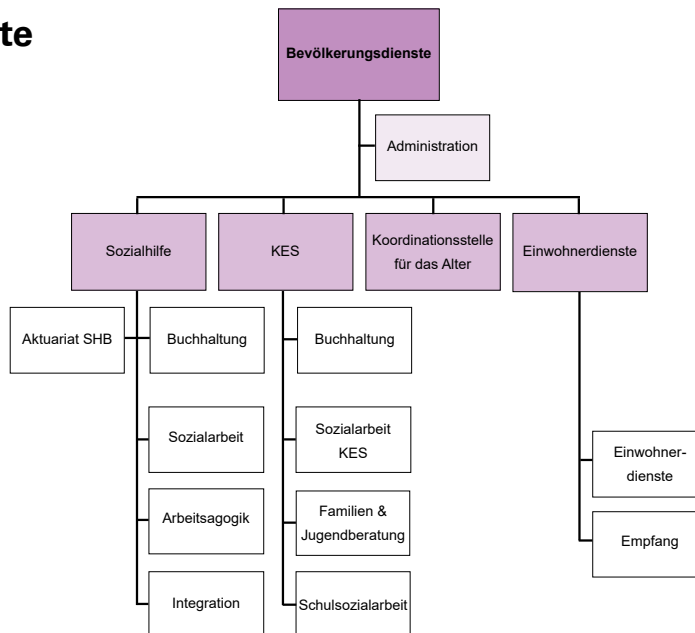 te
Bevölkerungsdienste
Administration
Sozialhilfe
KES
Koordinationsstelle
für das Alter
Einwohnerdienste
Aktuariat SHB
Buchhaltung
Buchhaltung
Sozialarbeit
Sozialarbeit
KES
Einwohner-
dienste
Arbeitsagogik
Familien &
Jugendberatung
Empfang
Integration
Schulsozialarbeit